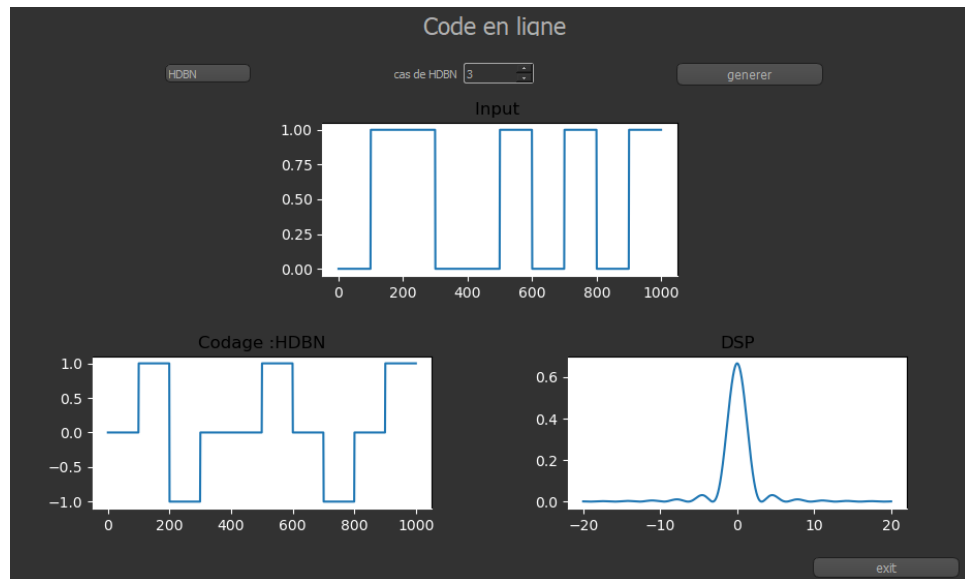 Code en ligne
HDBN cas de HDBN 3 generer
Input
1.00
0.75
0.50
0.25
0.00
0 200 400 600 800 1000
Codage :HDBN
1.0
0.5
0.0
−0.5
−1.0
0 200 400 600 800 1000
DSP
0.6
0.4
0.2
0.0
−20 −10 0 10 20
exit